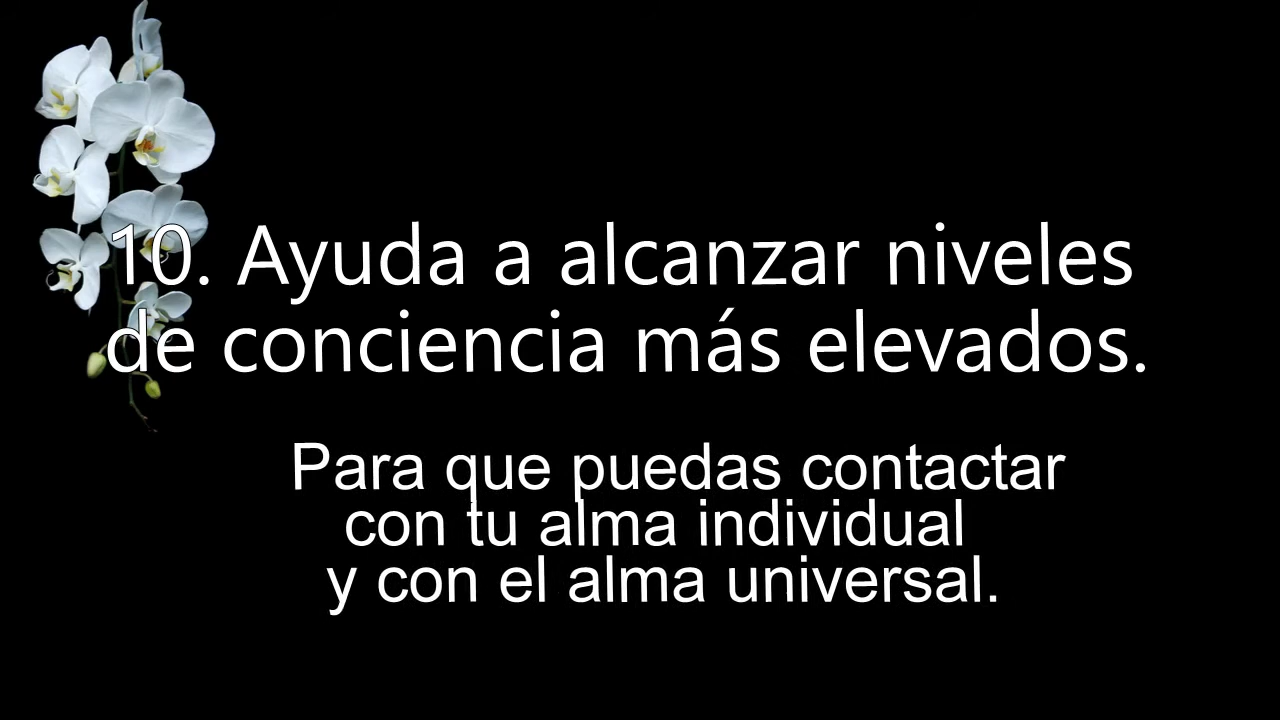 10. Ayuda a alcanzar niveles
de conciencia más elevados.
Para que puedas contactar
con tu alma individual
y con el alma universal.